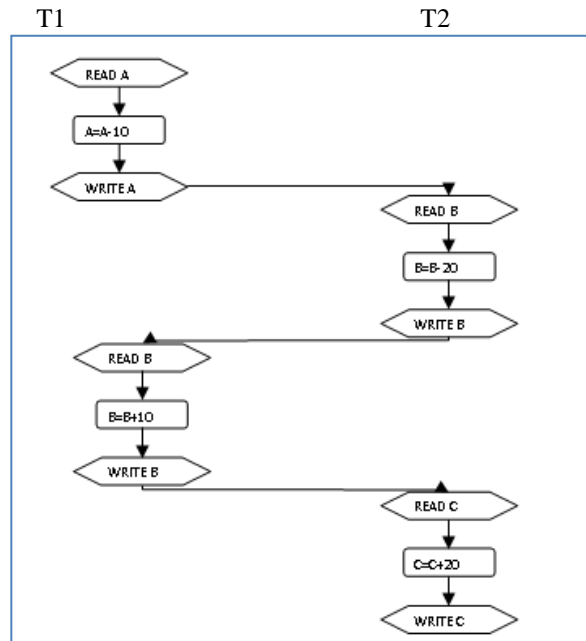 T1 T2
READ A
A=A-10
WRITE A
READ B
B=B-20
WRITE B
READ B
B=B+10
WRITE B
READ C
C=C+20
WRITE C